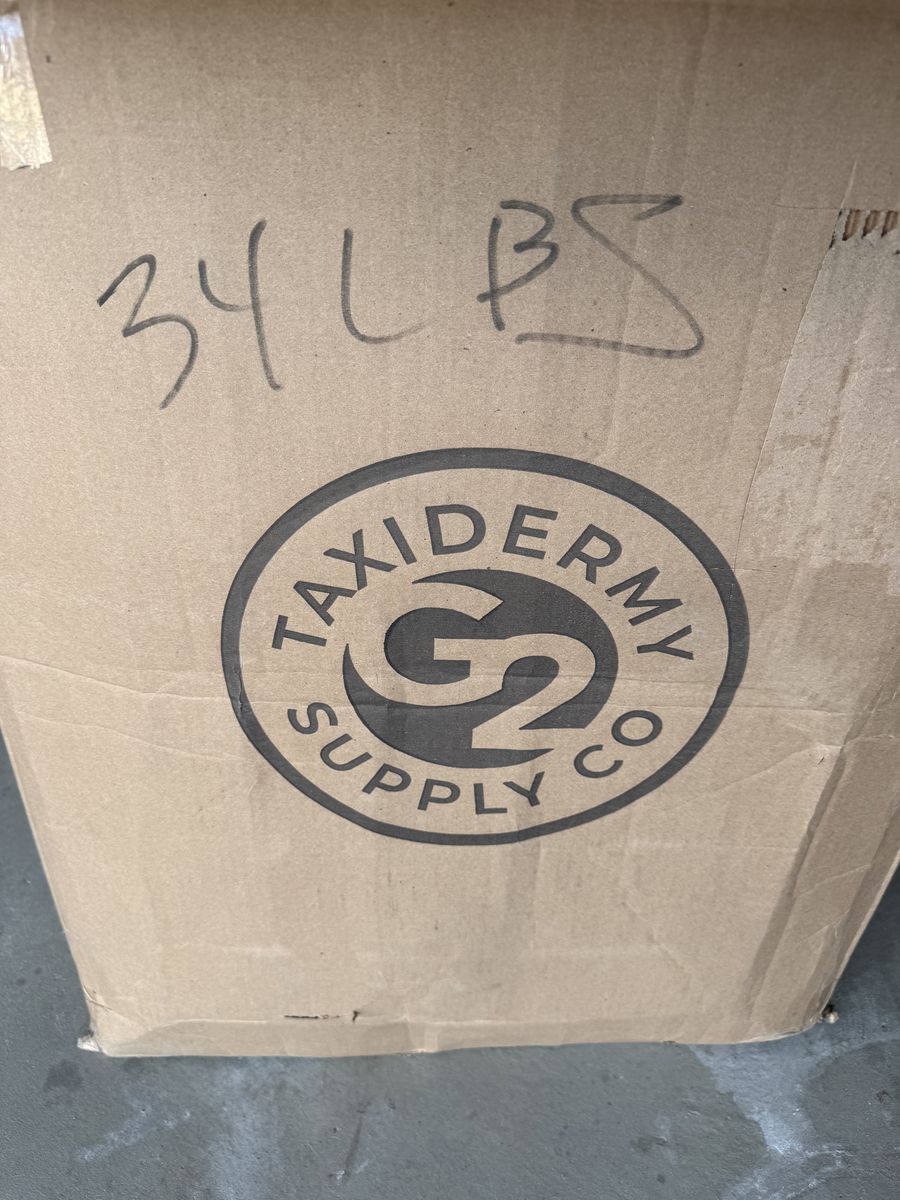 34 LBS
TAXIDERMY
G2
SUPPLY CO